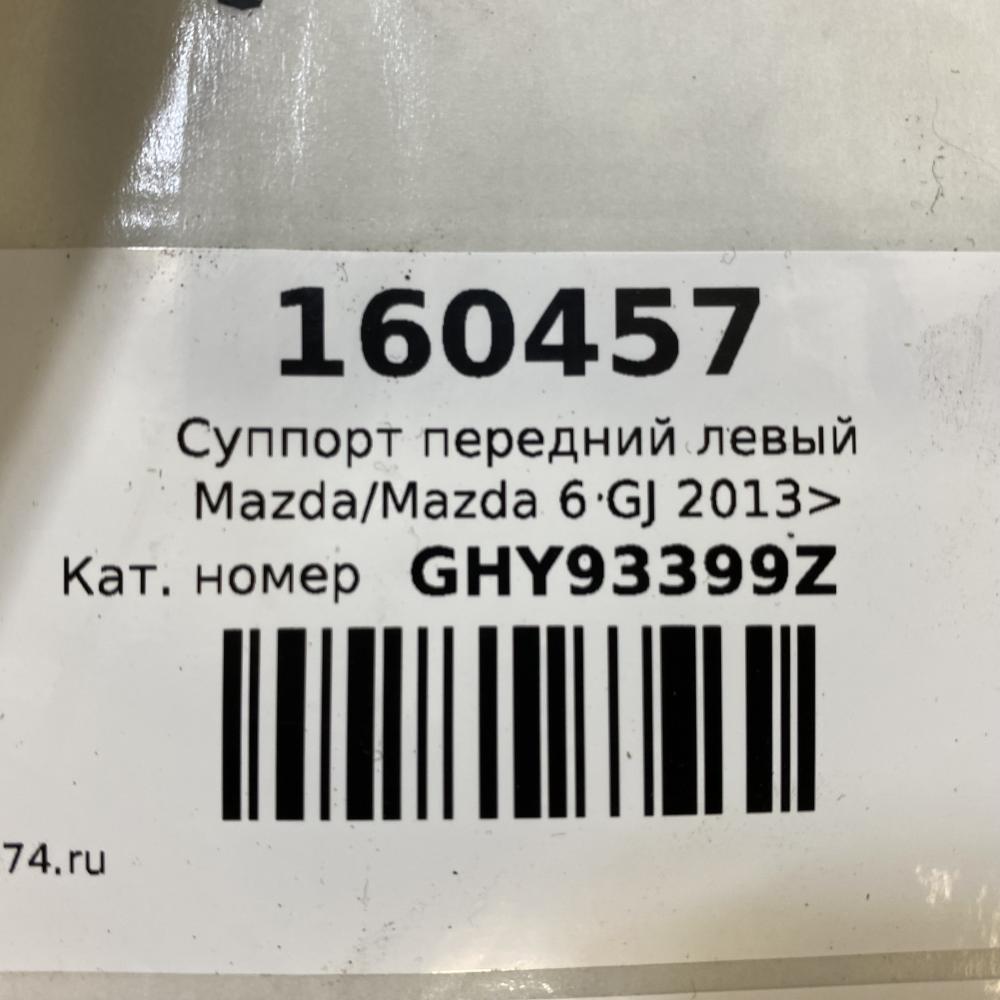 160457
Суппорт передний левый
Mazda/Mazda 6 GJ 2013>
Кат. номер GHY93399Z
74.ru